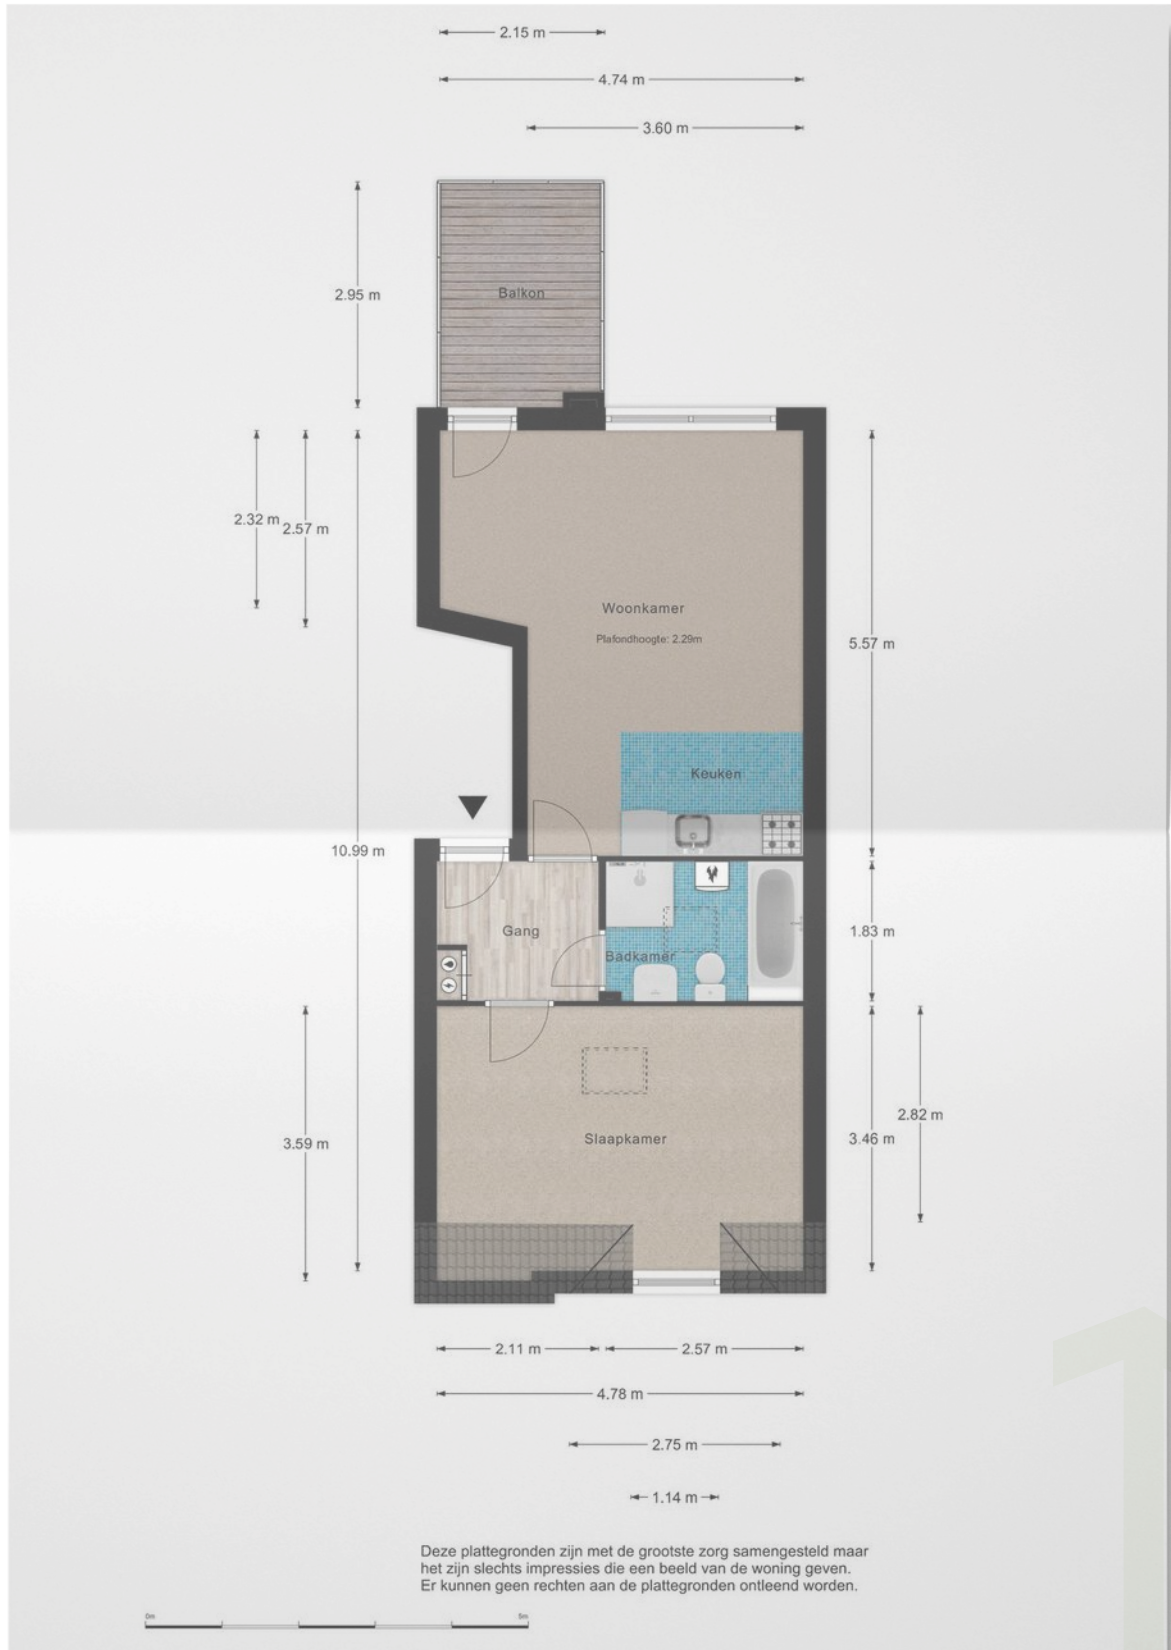 2.15 m
4.74 m
3.60 m
2.95 m
Balkon
2.32 m
2.57 m
Woonkamer
Plafondhoogte: 2.29m
5.57 m
Keuken
10.99 m
Gang
Badkamer
1.83 m
2.82 m
3.59 m
Slaapkamer
3.46 m
2.11 m
2.57 m
4.78 m
2.75 m
1.14 m
Deze plattegronden zijn met de grootste zorg samengesteld maar
het zijn slechts impressies die een beeld van de woning geven.
Er kunnen geen rechten aan de plattegronden ontleend worden.
0m
5m
1